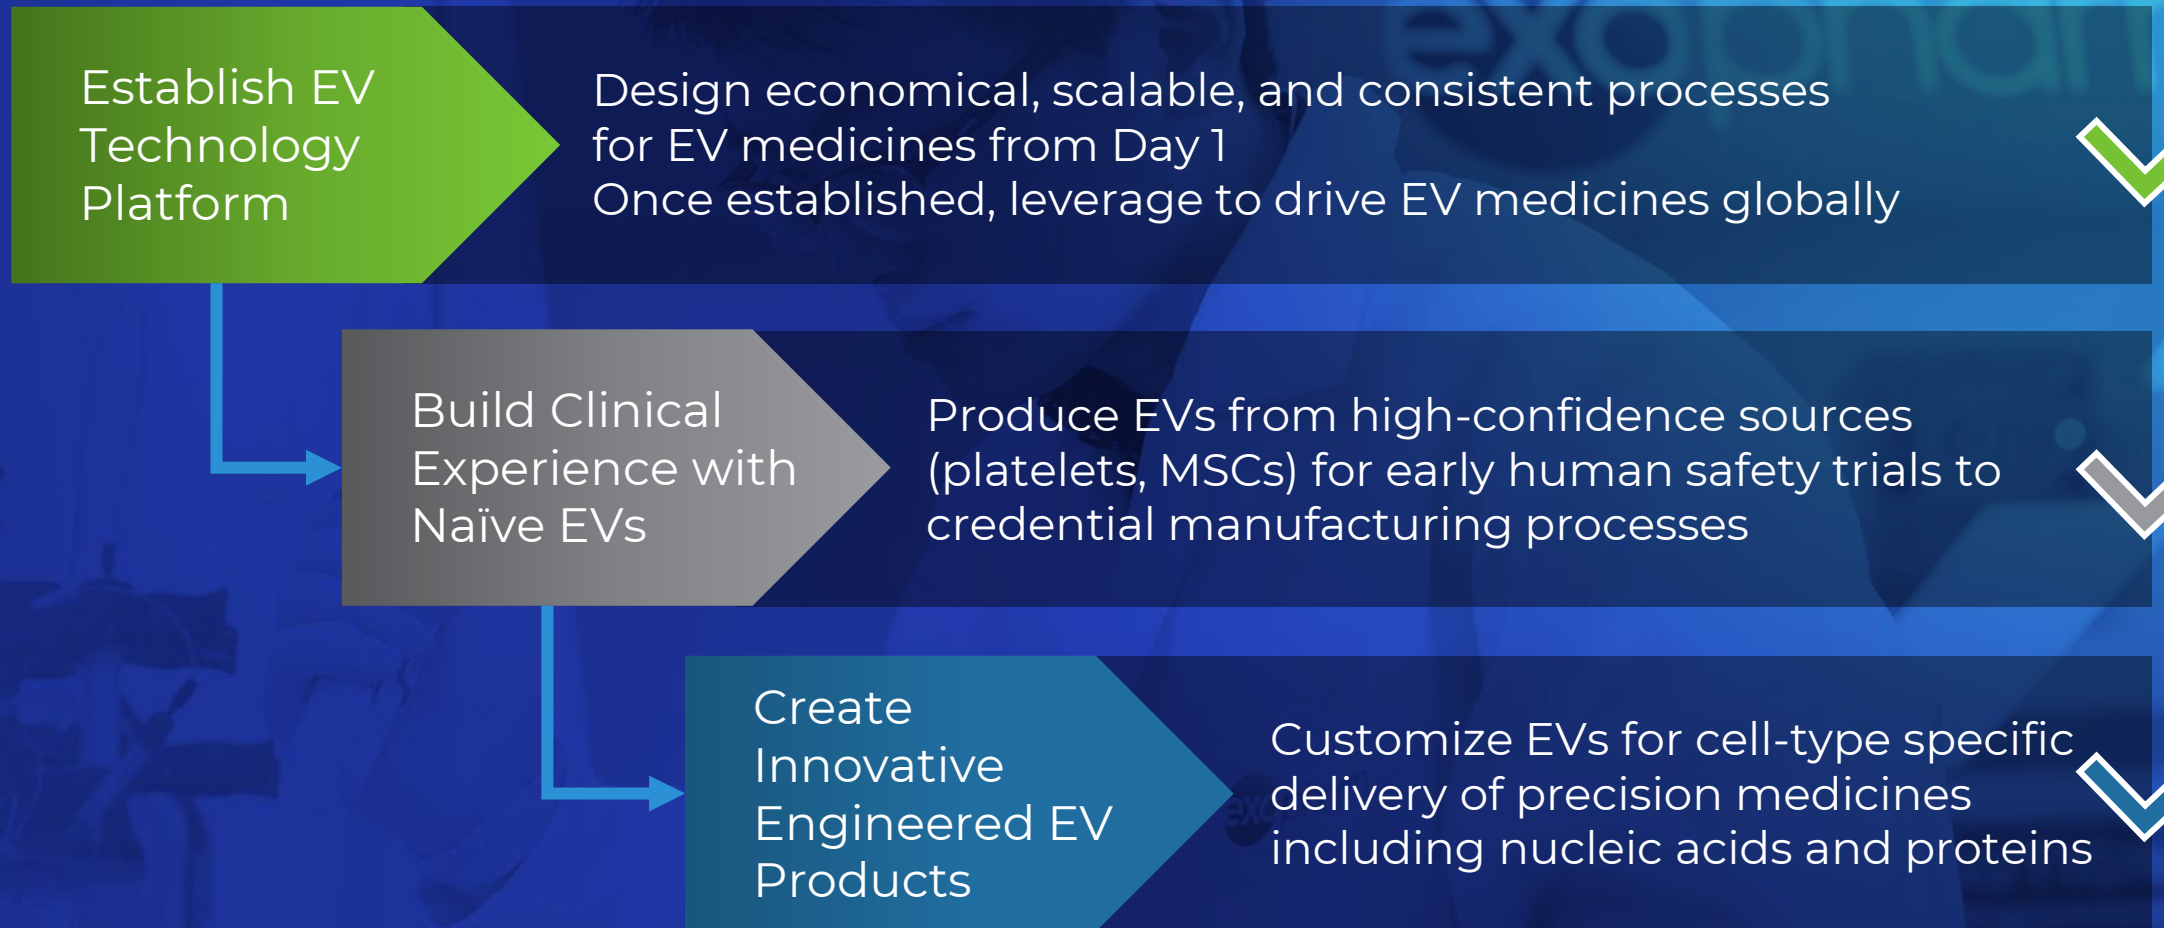 exopharm
Establish EV
Technology
Platform
Design economical, scalable, and consistent processes
for EV medicines from Day 1
Once established, leverage to drive EV medicines globally
Build Clinical
Experience with
Naïve EVs
Produce EVs from high-confidence sources
(platelets, MSCs) for early human safety trials to
credential manufacturing processes
Create
Innovative
Engineered EV
Products
Customize EVs for cell-type specific
delivery of precision medicines
including nucleic acids and proteins